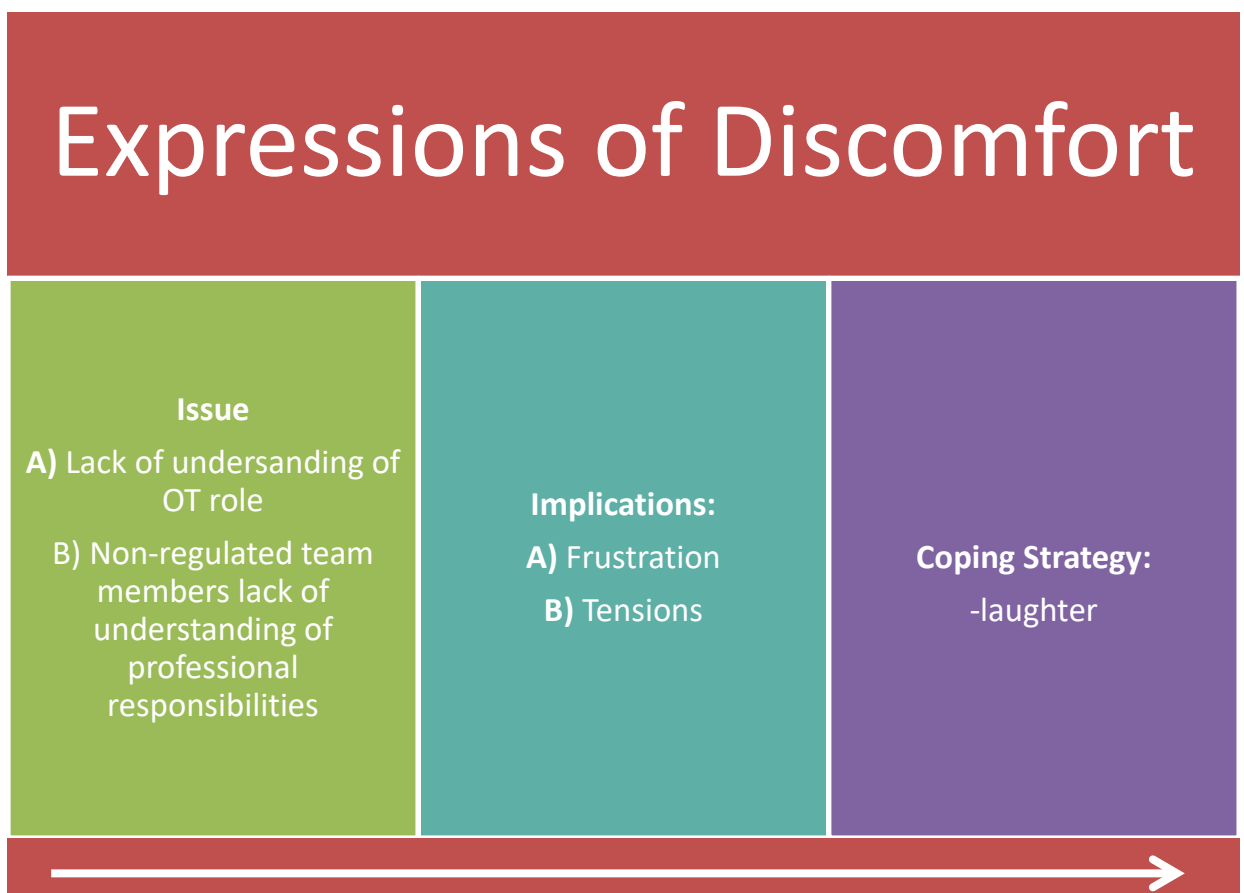 Expressions of Discomfort
Issue
A) Lack of undersanding of
OT role
B) Non-regulated team
members lack of
understanding of
professional
responsibilities
Implications:
A) Frustration
B) Tensions
Coping Strategy:
-laughter